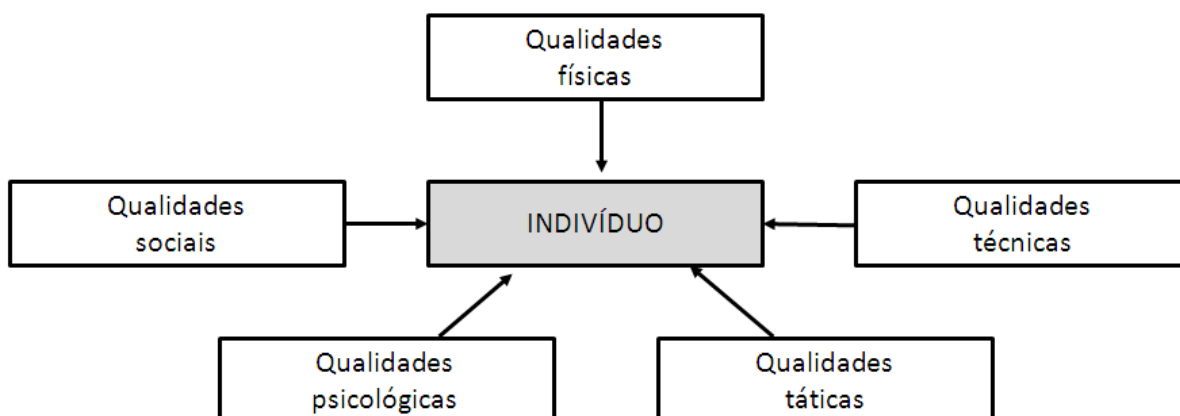 Qualidades
físicas
Qualidades
sociais
INDIVÍDUO
Qualidades
técnicas
Qualidades
psicológicas
Qualidades
táticas